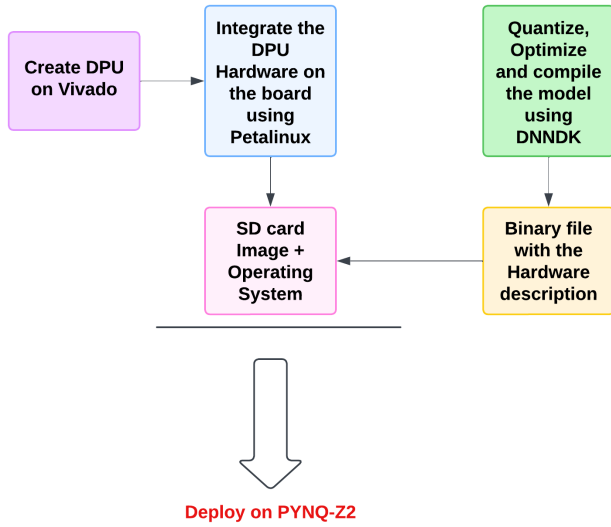 Create DPU
on Vivado
Integrate the
DPU
Hardware on
the board
using
Petalinux
Quantize,
Optimize
and compile
the model
using
DNNDK
SD card
Image +
Operating
System
Binary file
with the
Hardware
description
Deploy on PYNQ-Z2